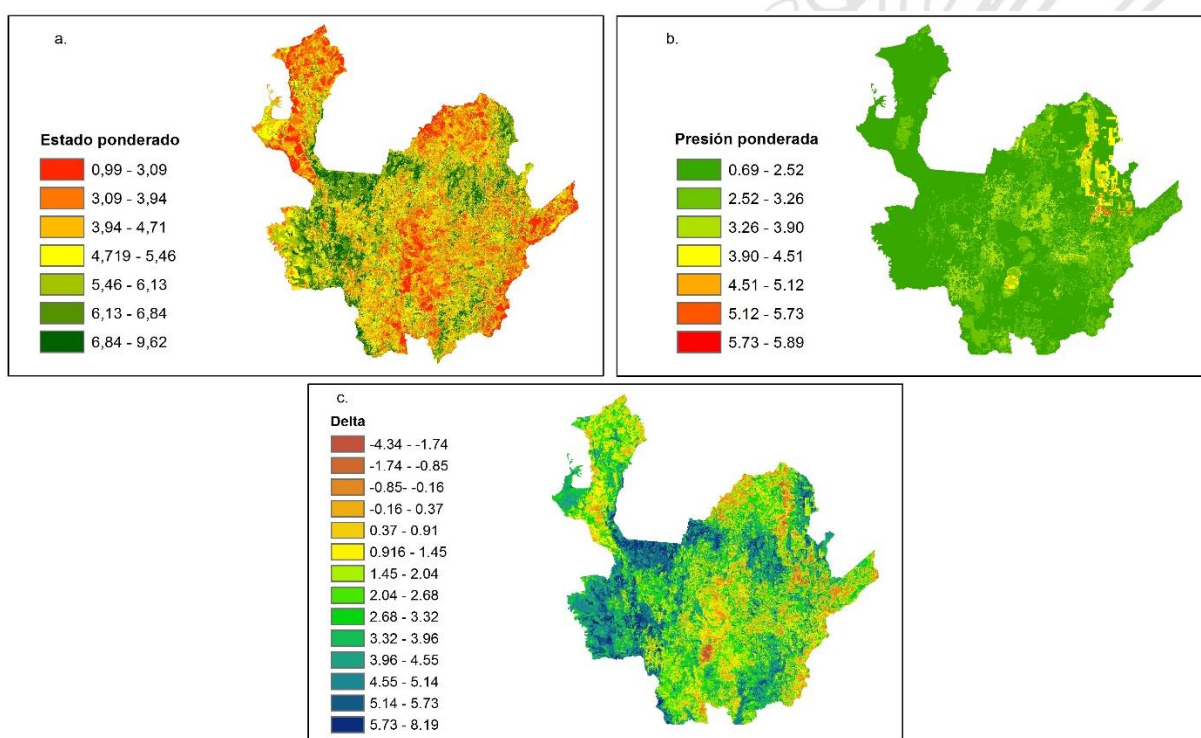 a.
Estado ponderado
0,99 - 3,09
3,09 - 3,94
3,94 - 4,71
4,719 - 5,46
5,46 - 6,13
6,13 - 6,84
6,84 - 9,62
b.
Presión ponderada
0.69 - 2.52
2.52 - 3.26
3.26 - 3.90
3.90 - 4.51
4.51 - 5.12
5.12 - 5.73
5.73 - 5.89
c.
Delta
-4.34 - -1.74
-1.74 - -0.85
-0.85- -0.16
-0.16 - 0.37
0.37 - 0.91
0.916 - 1.45
1.45 - 2.04
2.04 - 2.68
2.68 - 3.32
3.32 - 3.96
3.96 - 4.55
4.55 - 5.14
5.14 - 5.73
5.73 - 8.19